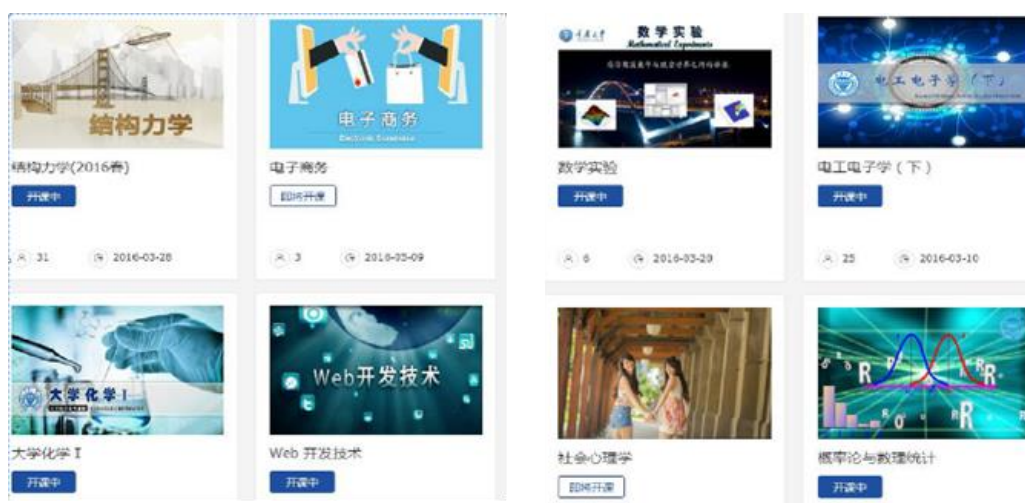 结构力学
电子商务
数学实验
Mathematical Experiments
电工电子学(下)
结构力学(2016春)
电子商务
数学实验
电工电子学(下)
开课中
即将开课
开课中
开课中
31
2016-03-28
3
2016-05-09
6
25
2016-03-10
大学化学 I
Web开发技术
大学化学 I
Web 开发技术
社会心理学
概率论与数理统计
开课中
开课中
即将开课
开课中